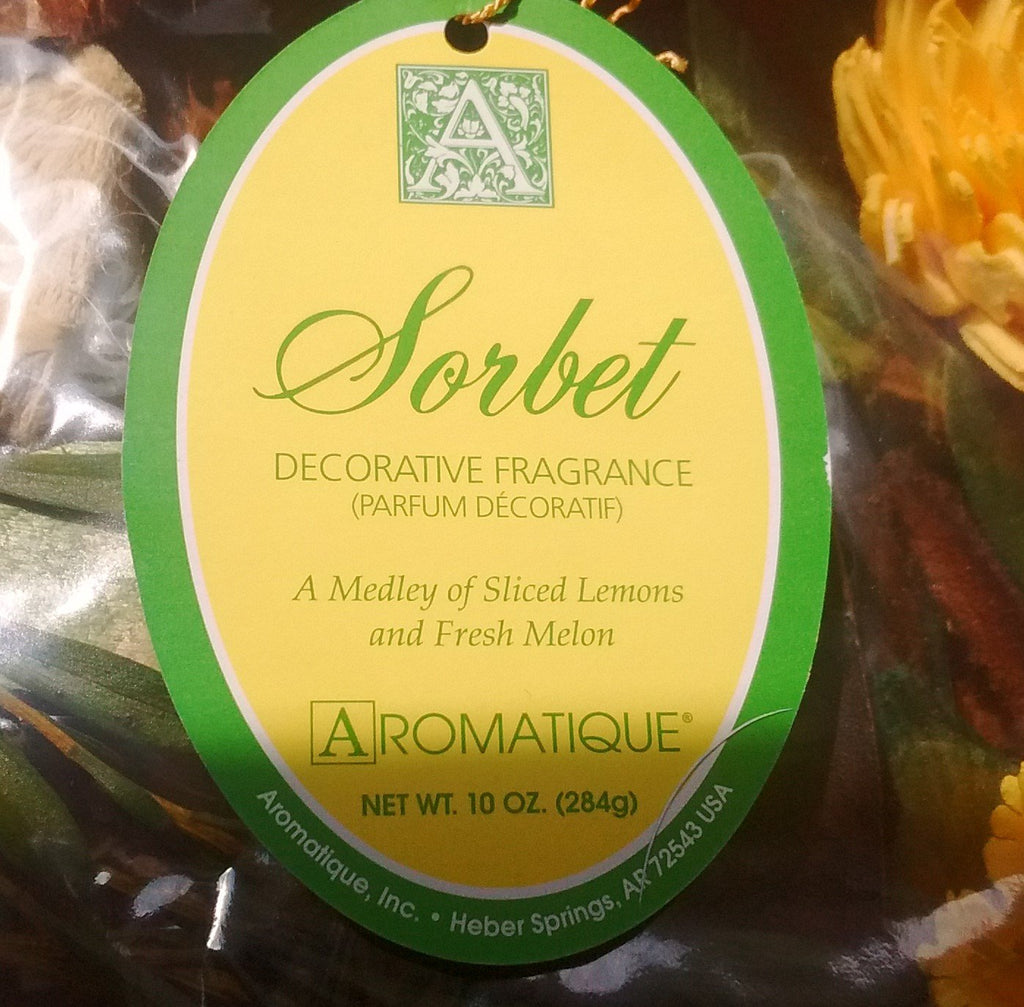 A
Sorbet
DECORATIVE FRAGRANCE
(PARFUM DÉCORATIF)
A Medley of Sliced Lemons
and Fresh Melon
AROMATIQUE®
NET WT. 10 OZ. (284g)
Aromatique, Inc. • Heber Springs, AR 72543 USA